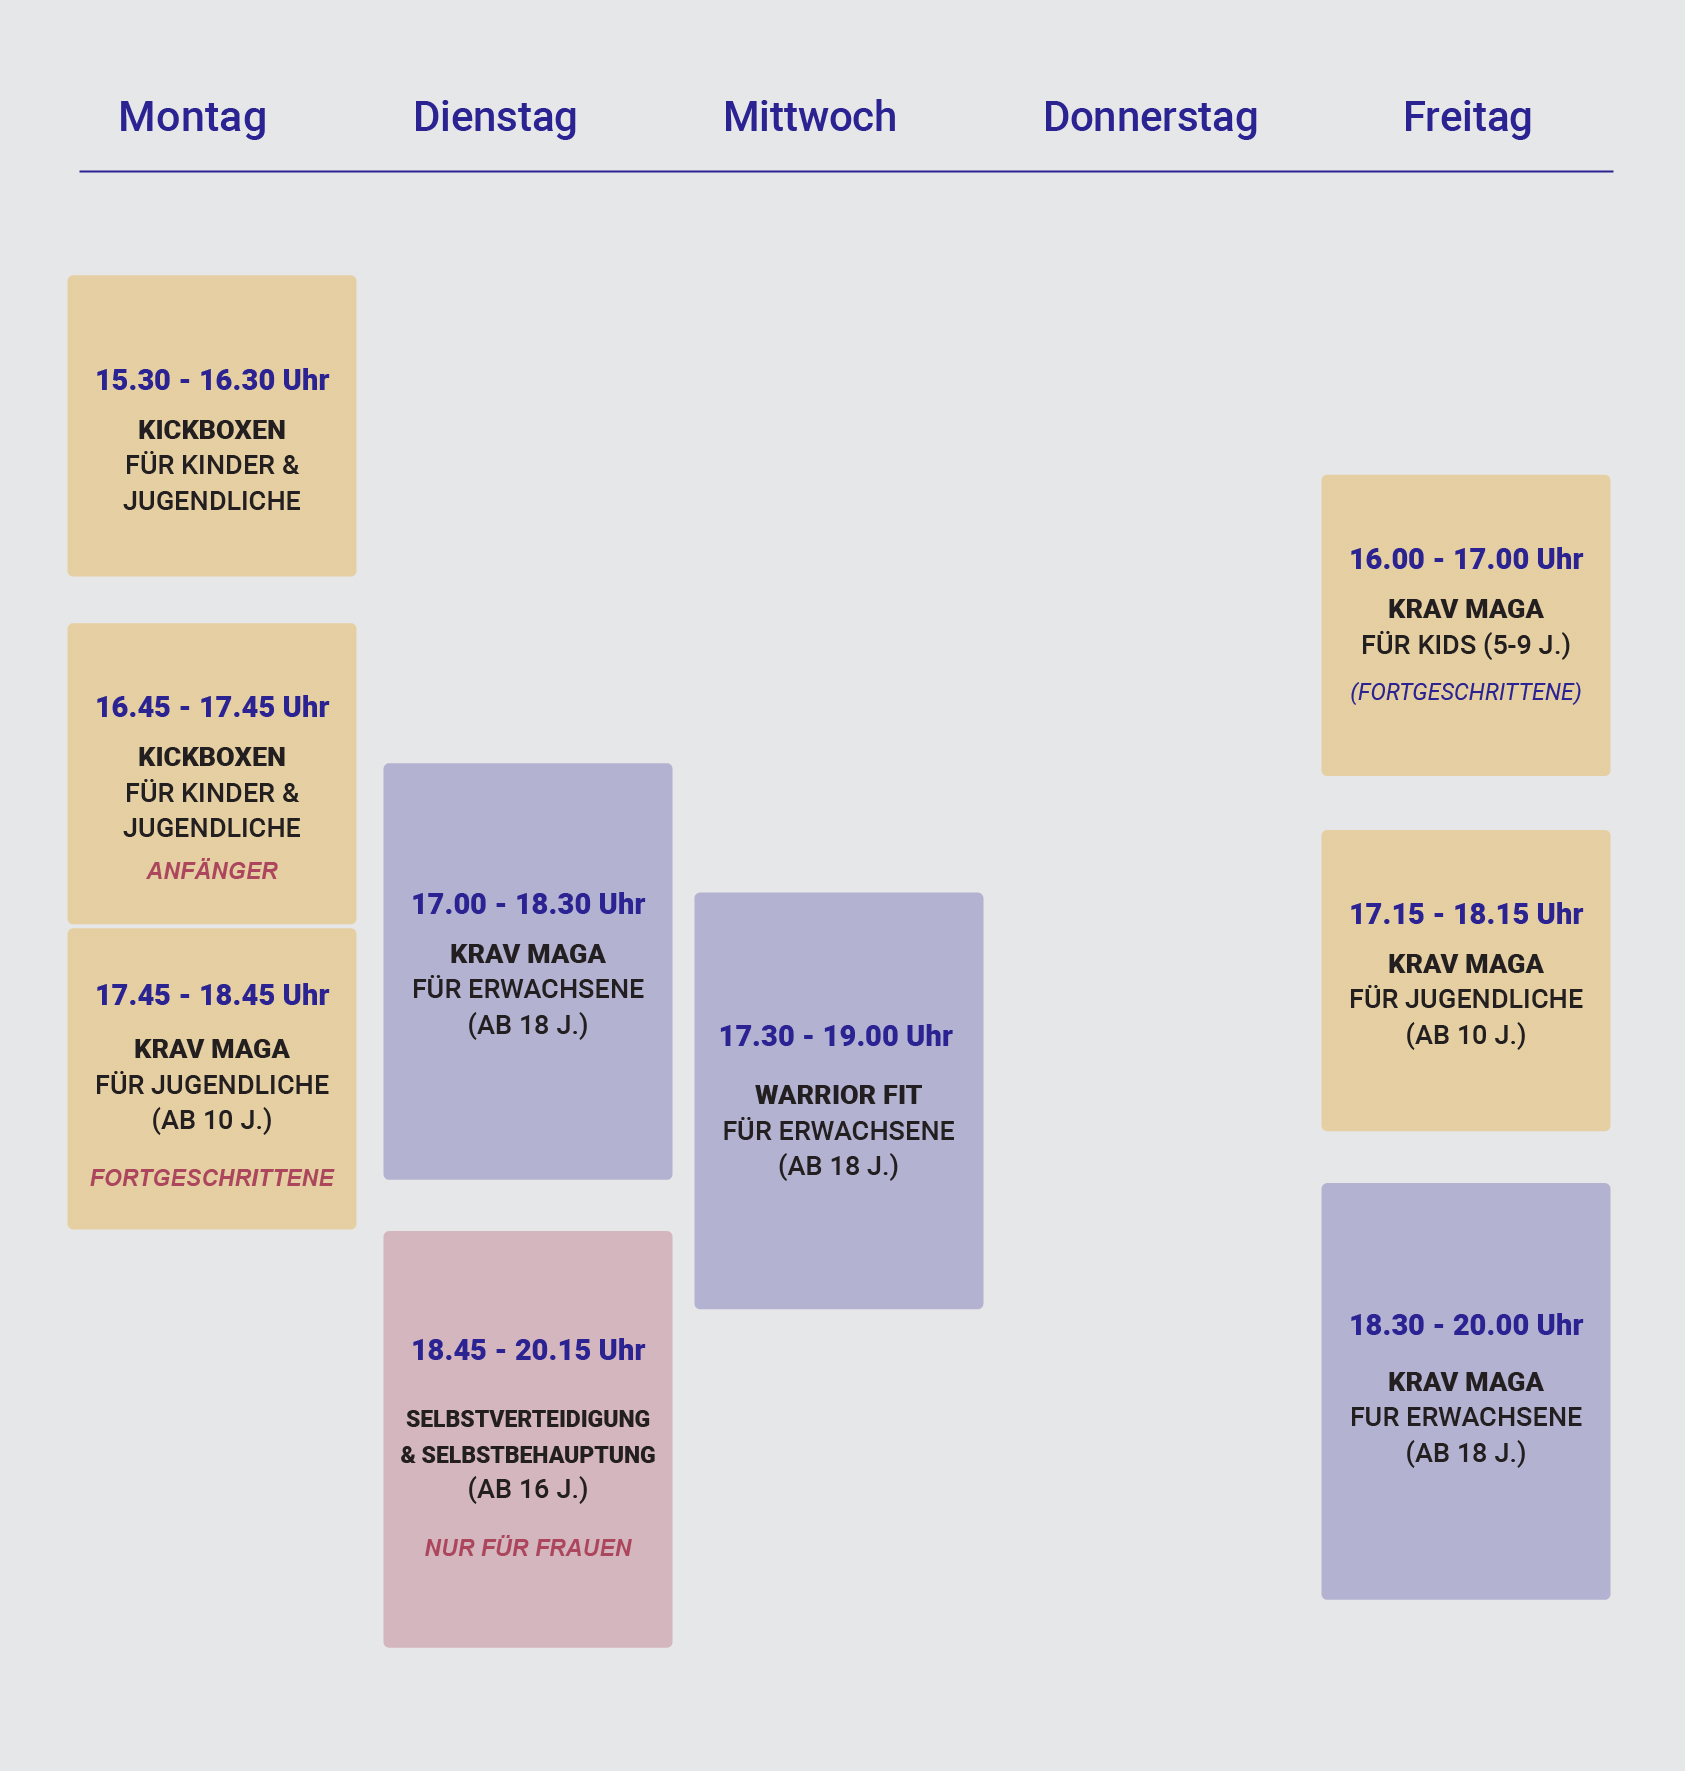 Montag
Dienstag
Mittwoch
Donnerstag
Freitag
15.30 - 16.30 Uhr
KICKBOXEN
FÜR KINDER &
JUGENDLICHE
16.45 - 17.45 Uhr
KICKBOXEN
FÜR KINDER &
JUGENDLICHE
ANFÄNGER
17.45 - 18.45 Uhr
KRAV MAGA
FÜR JUGENDLICHE
(AB 10 J.)
FORTGESCHRITTENE
17.00 - 18.30 Uhr
KRAV MAGA
FÜR ERWACHSENE
(AB 18 J.)
18.45 - 20.15 Uhr
SELBSTVERTEIDIGUNG
& SELBSTBEHAUPTUNG
(AB 16 J.)
NUR FÜR FRAUEN
17.30 - 19.00 Uhr
WARRIOR FIT
FÜR ERWACHSENE
(AB 18 J.)
16.00 - 17.00 Uhr
KRAV MAGA
FÜR KIDS (5-9 J.)
(FORTGESCHRITTENE)
17.15 - 18.15 Uhr
KRAV MAGA
FÜR JUGENDLICHE
(AB 10 J.)
18.30 - 20.00 Uhr
KRAV MAGA
FUR ERWACHSENE
(AB 18 J.)